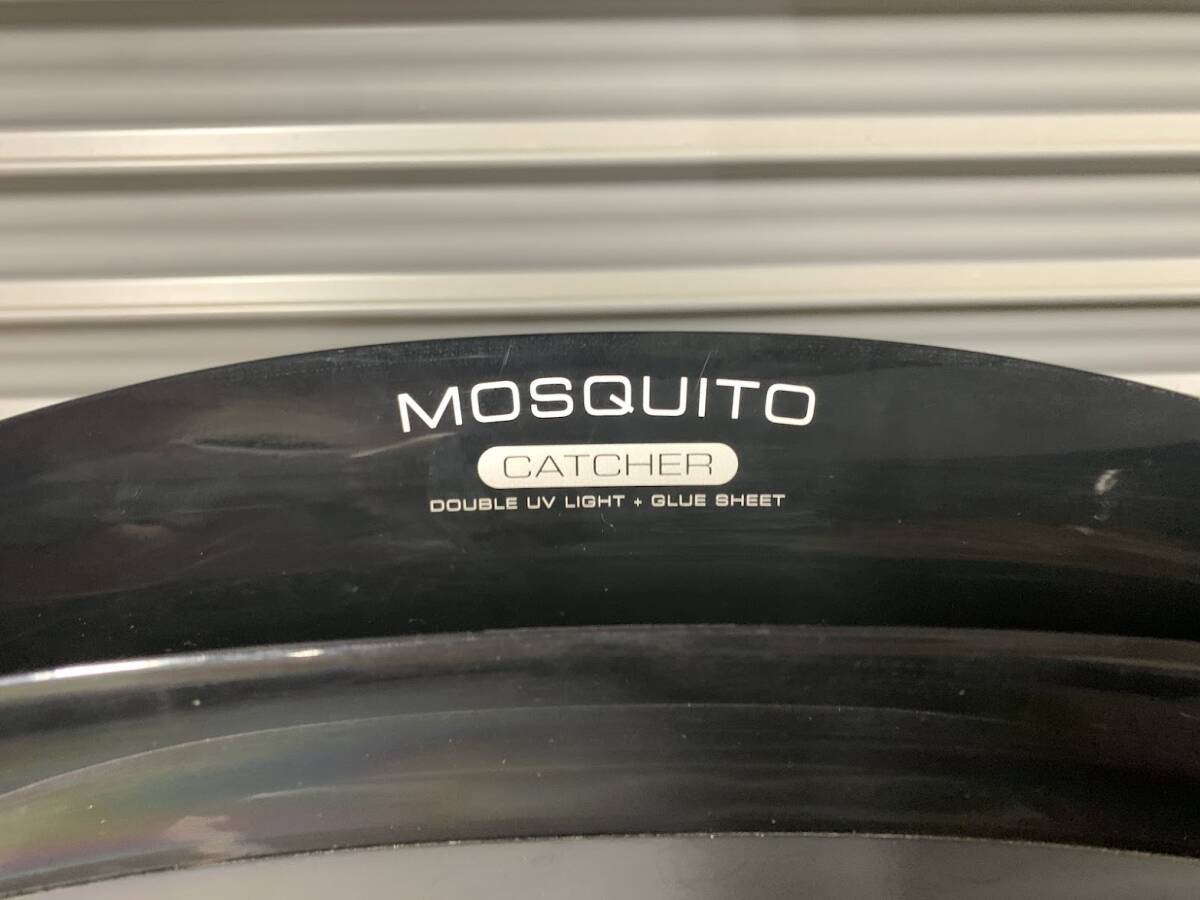 MOSQUITO
CATCHER
DOUBLE UV LIGHT + GLUE SHEET